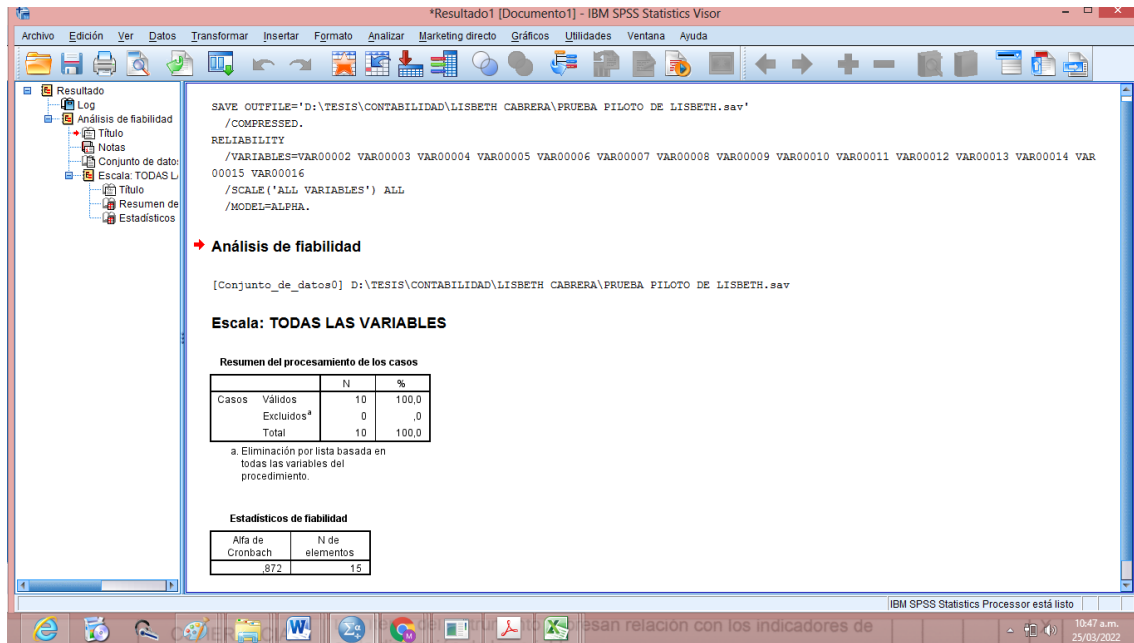 *Resultado1 [Documento1] - IBM SPSS Statistics Visor
Archivo Edición Ver Datos Transformar Insertar Formato Analizar Marketing directo Gráficos Utilidades Ventana Ayuda
Resultado
Log
Análisis de fiabilidad
Título
Notas
Conjunto de dato
Escala: TODAS L
Título
Resumen de
Estadísticos
SAVE OUTFILE='D:\TESIS\CONTABILIDAD\LISBETH CABRERA\PRUEBA PILOTO DE LISBETH.sav'
/COMPRESSED.
RELIABILITY
/VARIABLES=VAR00002 VAR00003 VAR00004 VAR00005 VAR00006 VAR00007 VAR00008 VAR00009 VAR00010 VAR00011 VAR00012 VAR00013 VAR00014 VAR
00015 VAR00016
/SCALE('ALL VARIABLES') ALL
/MODEL=ALPHA.
Análisis de fiabilidad
[Conjunto_de_datos0] D:\TESIS\CONTABILIDAD\LISBETH CABRERA\PRUEBA PILOTO DE LISBETH.sav
Escala: TODAS LAS VARIABLES
Resumen del procesamiento de los casos
N %
Casos Válidos 10 100,0
Excluidosª 0 ,0
Total 10 100,0
a. Eliminación por lista basada en
todas las variables del
procedimiento.
Estadísticos de fiabilidad
Alfa de Cronbach N de elementos
,872 15
IBM SPSS Statistics Processor está listo
relación con los indicadores de
10:47 a.m.
25/03/2022